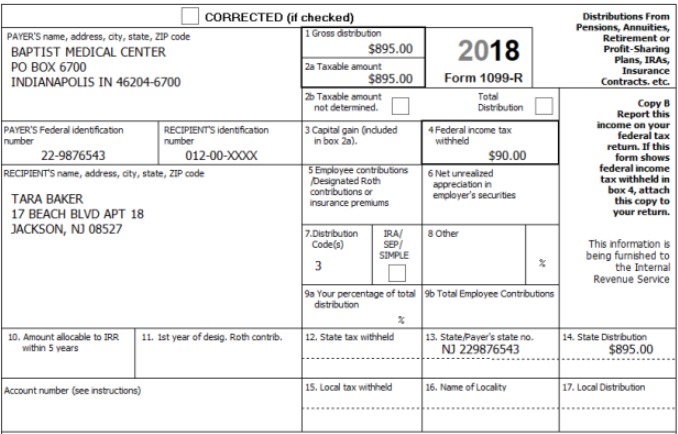 CORRECTED (if checked)
PAYER'S name, address, city, state, ZIP code
BAPTIST MEDICAL CENTER
PO BOX 6700
INDIANAPOLIS IN 46204-6700
1 Gross distribution
$895.00
2a Taxable amount
$895.00
2018
Form 1099-R
Distributions From
Pensions, Annuities,
Retirement or
Profit-Sharing
Plans, IRAs,
Insurance
Contracts. etc.
2b Taxable amount
not determined.
Total
Distribution
Copy B
Report this
income on your
federal tax
return. If this
form shows
federal income
tax withheld in
box 4, attach
this copy to
your return.
PAYER'S Federal identification
number
22-9876543
RECIPIENT'S identification
number
012-00-XXXX
3 Capital gain (included
in box 2a).
4 Federal income tax
withheld
$90.00
RECIPIENT'S name, address, city, state, ZIP code
TARA BAKER
17 BEACH BLVD APT 18
JACKSON, NJ 08527
5 Employee contributions
/Designated Roth
contributions or
insurance premiums
6 Net unrealized
appreciation in
employer's securities
7.Distribution
Code(s)
3
IRA/
SEP/
SIMPLE
8 Other
%
This information is
being furnished to
the Internal
Revenue Service
9a Your percentage of total
distribution
%
9b Total Employee Contributions
10. Amount allocable to IRR
within 5 years
11. 1st year of desig. Roth contrib.
12. State tax withheld
13. State/Payer's state no.
NJ 229876543
14. State Distribution
$895.00
Account number (see instructions)
15. Local tax withheld
16. Name of Locality
17. Local Distribution